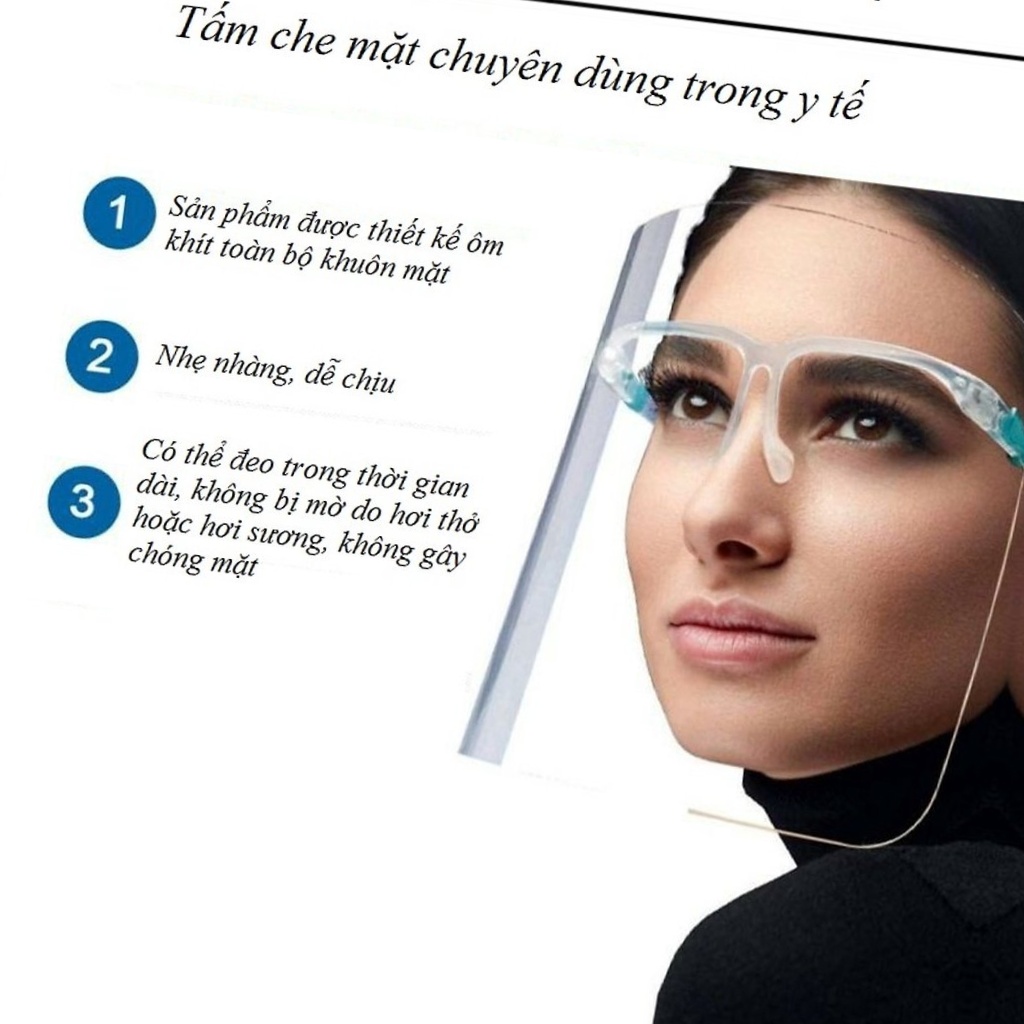 Tấm che mặt chuyên dùng trong y tế
1 Sản phẩm được thiết kế ôm
khít toàn bộ khuôn mặt
2 Nhẹ nhàng, dễ chịu
3 Có thể đeo trong thời gian
dài, không bị mờ do hơi thở
hoặc hơi sương, không gây
chóng mặt